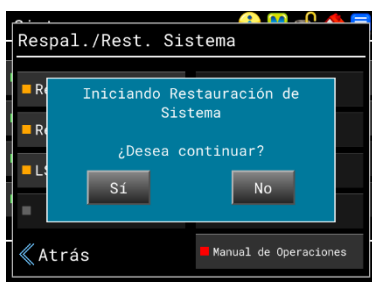 Respal./Rest. Sistema
Iniciando Restauración de
Sistema
¿Desea continuar?
Sí
No
Atrás
Manual de Operaciones